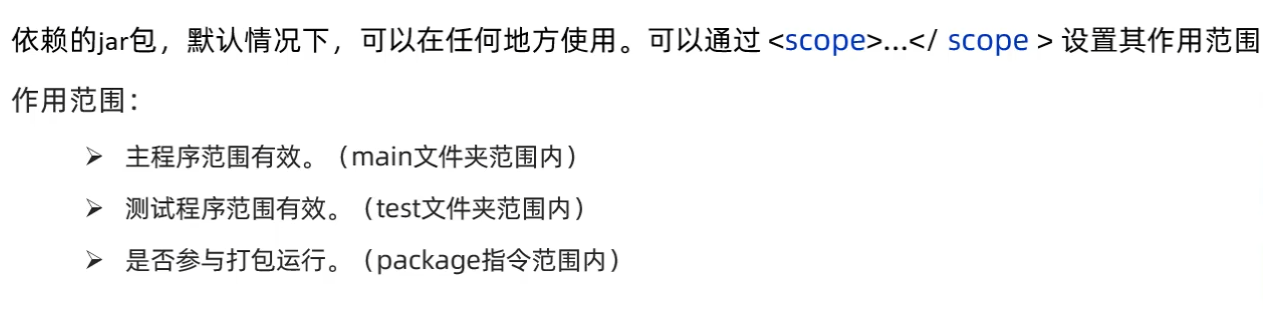 依赖的jar包，默认情况下，可以在任何地方使用。可以通过 <scope>...</ scope > 设置其作用范围
作用范围：
➢ 主程序范围有效。（main文件夹范围内）
➢ 测试程序范围有效。（test文件夹范围内）
➢ 是否参与打包运行。（package指令范围内）